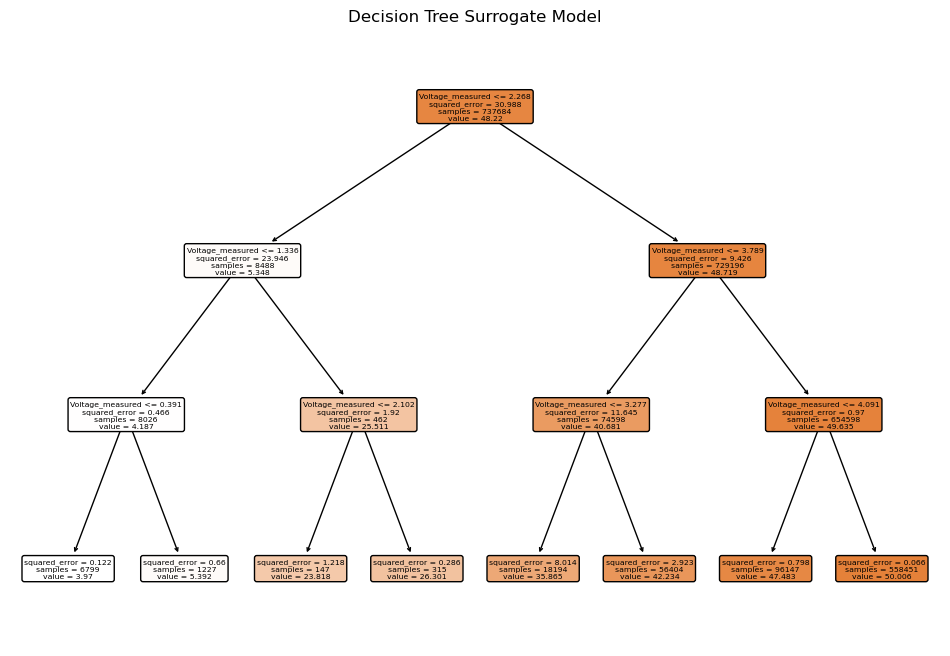 Decision Tree Surrogate Model
Voltage_measured <= 2.268
squared_error = 30.988
samples = 737684
value = 48.22
Voltage_measured <= 1.336
squared_error = 23.946
samples = 8488
value = 5.348
Voltage_measured <= 3.789
squared_error = 9.426
samples = 729196
value = 48.719
Voltage_measured <= 0.391
squared_error = 0.466
samples = 8026
value = 4.187
Voltage_measured <= 2.102
squared_error = 1.92
samples = 462
value = 25.511
Voltage_measured <= 3.277
squared_error = 11.645
samples = 74598
value = 40.681
Voltage_measured <= 4.091
squared_error = 0.97
samples = 654598
value = 49.635
squared_error = 0.122
samples = 6799
value = 3.97
squared_error = 0.66
samples = 1227
value = 5.392
squared_error = 1.218
samples = 147
value = 23.818
squared_error = 0.286
samples = 315
value = 26.301
squared_error = 8.014
samples = 18194
value = 35.865
squared_error = 2.923
samples = 56404
value = 42.234
squared_error = 0.798
samples = 96147
value = 47.483
squared_error = 0.066
samples = 558451
value = 50.006